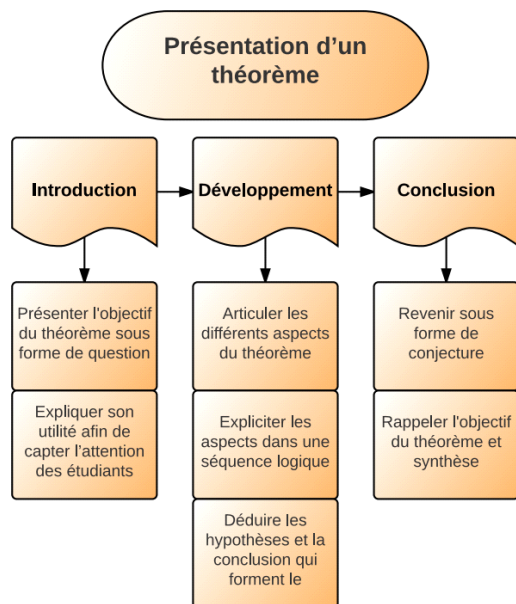 Présentation d’un
théorème
Introduction
Développement
Conclusion
Présenter l'objectif
du théorème sous
forme de question
Expliquer son
utilité afin de
capter l’attention
des étudiants
Articuler les
différents aspects
du théorème
Expliciter les
aspects dans une
séquence logique
Déduire les
hypothèses et la
conclusion qui
forment le
Revenir sous
forme de
conjecture
Rappeler l'objectif
du théorème et
synthèse